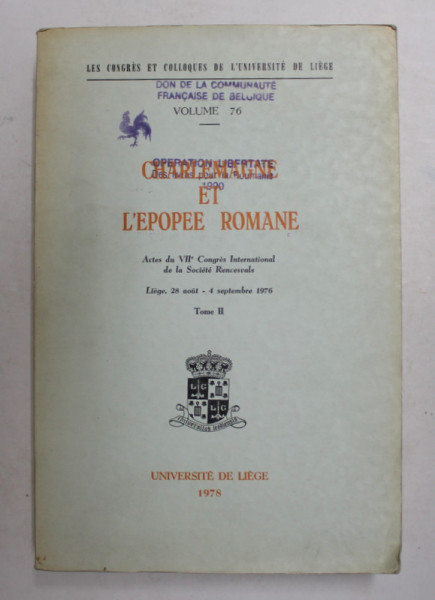 LES CONGRÈS ET COLLOQUES DE L'UNIVERSITÉ DE LIÈGE
DON DE LA COMMUNAUTÉ
FRANÇAISE DE BELGIQUE
VOLUME 76
CHARLEMAGNE
OPERATION LIBERTATE
1990
ET
L'EPOPEE ROMANE
Actes du VIIe Congrès International
de la Société Rencesvals
Liège, 28 août - 4 septembre 1976
Tome II
L G
L G
UNIVERSITÉ DE LIÈGE
1978